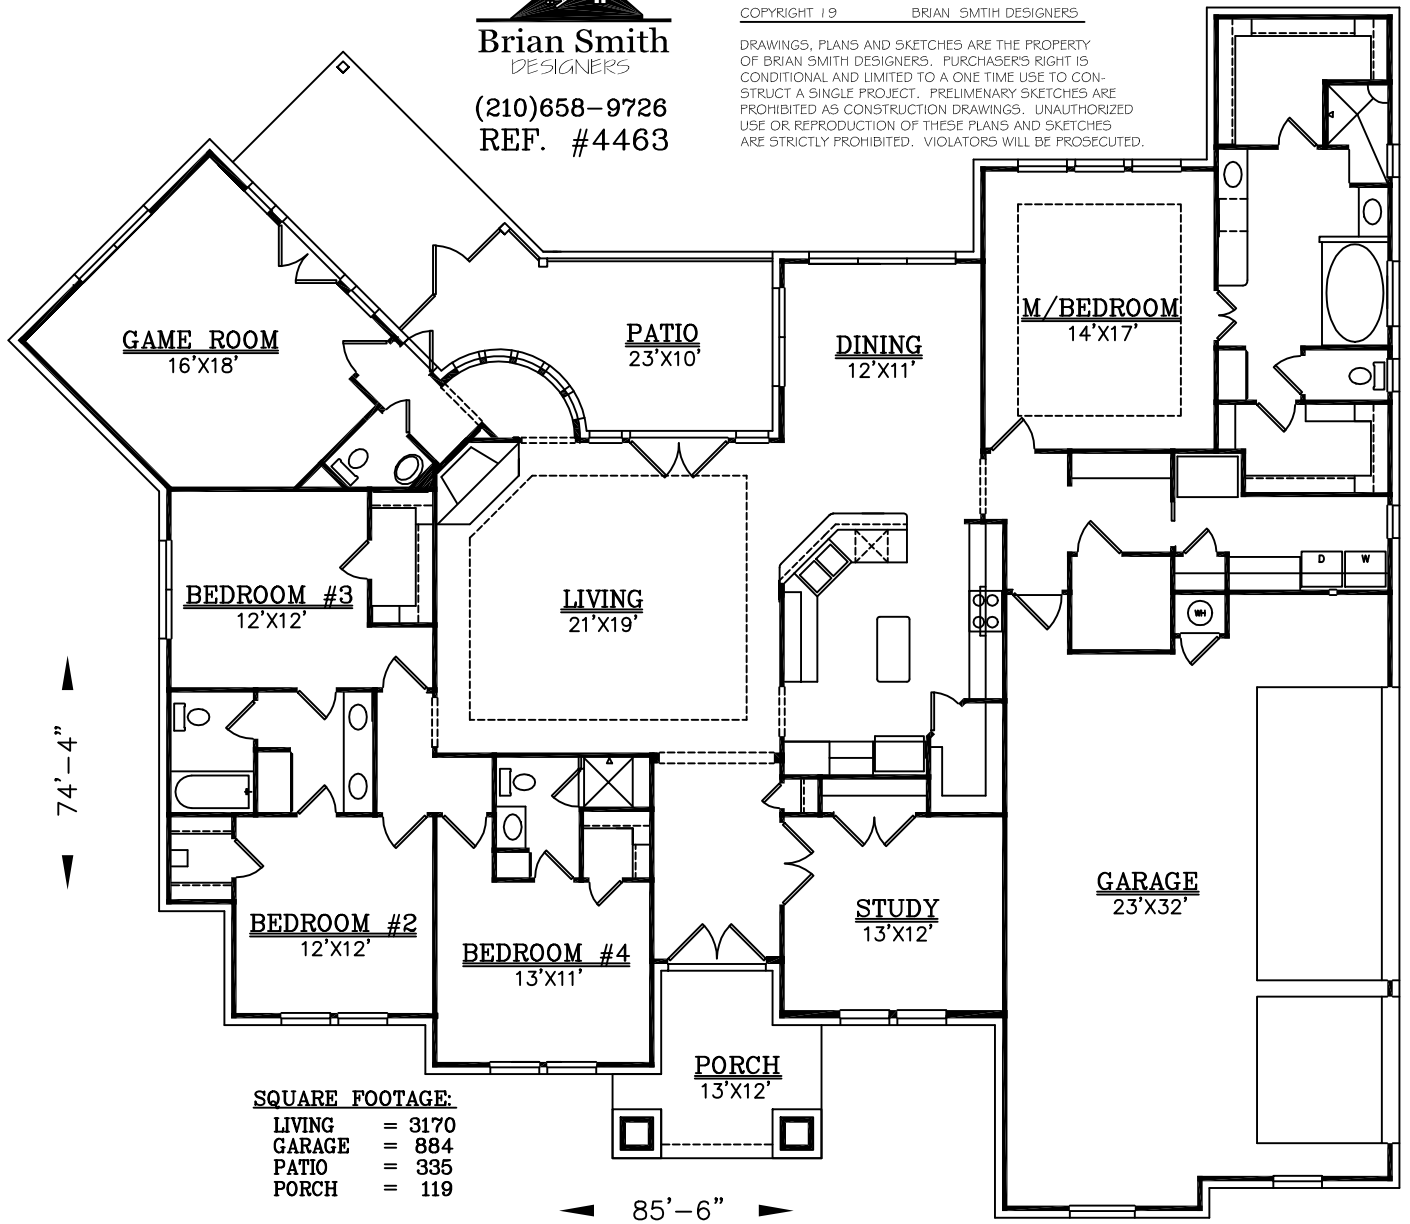 Brian Smith
DESIGNERS
(210)658-9726
REF. #4463
COPYRIGHT 19 BRIAN SMTIH DESIGNERS
DRAWINGS, PLANS AND SKETCHES ARE THE PROPERTY
OF BRIAN SMITH DESIGNERS. PURCHASER'S RIGHT IS
CONDITIONAL AND LIMITED TO A ONE TIME USE TO CON-
STRUCT A SINGLE PROJECT. PRELIMENARY SKETCHES ARE
PROHIBITED AS CONSTRUCTION DRAWINGS. UNAUTHORIZED
USE OR REPRODUCTION OF THESE PLANS AND SKETCHES
ARE STRICTLY PROHIBITED. VIOLATORS WILL BE PROSECUTED.
GAME ROOM
16'X18'
PATIO
23'X10'
DINING
12'X11'
M/BEDROOM
14'X17'
BEDROOM #3
12'X12'
LIVING
21'X19'
D W
WH
74'-4"
BEDROOM #2
12'X12'
BEDROOM #4
13'X11'
STUDY
13'X12'
GARAGE
23'X32'
PORCH
13'X12'
SQUARE FOOTAGE:
LIVING = 3170
GARAGE = 884
PATIO = 335
PORCH = 119
85'-6"